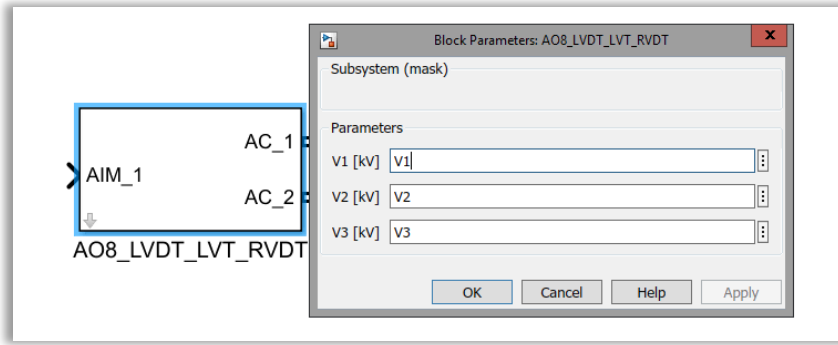 AIM_1
AC_1
AC_2
AO8_LVDT_LVT_RVDT
Block Parameters: AO8_LVDT_LVT_RVDT
X
Subsystem (mask)
Parameters
V1 [kV] V1
V2 [kV] V2
V3 [kV] V3
OK Cancel Help Apply